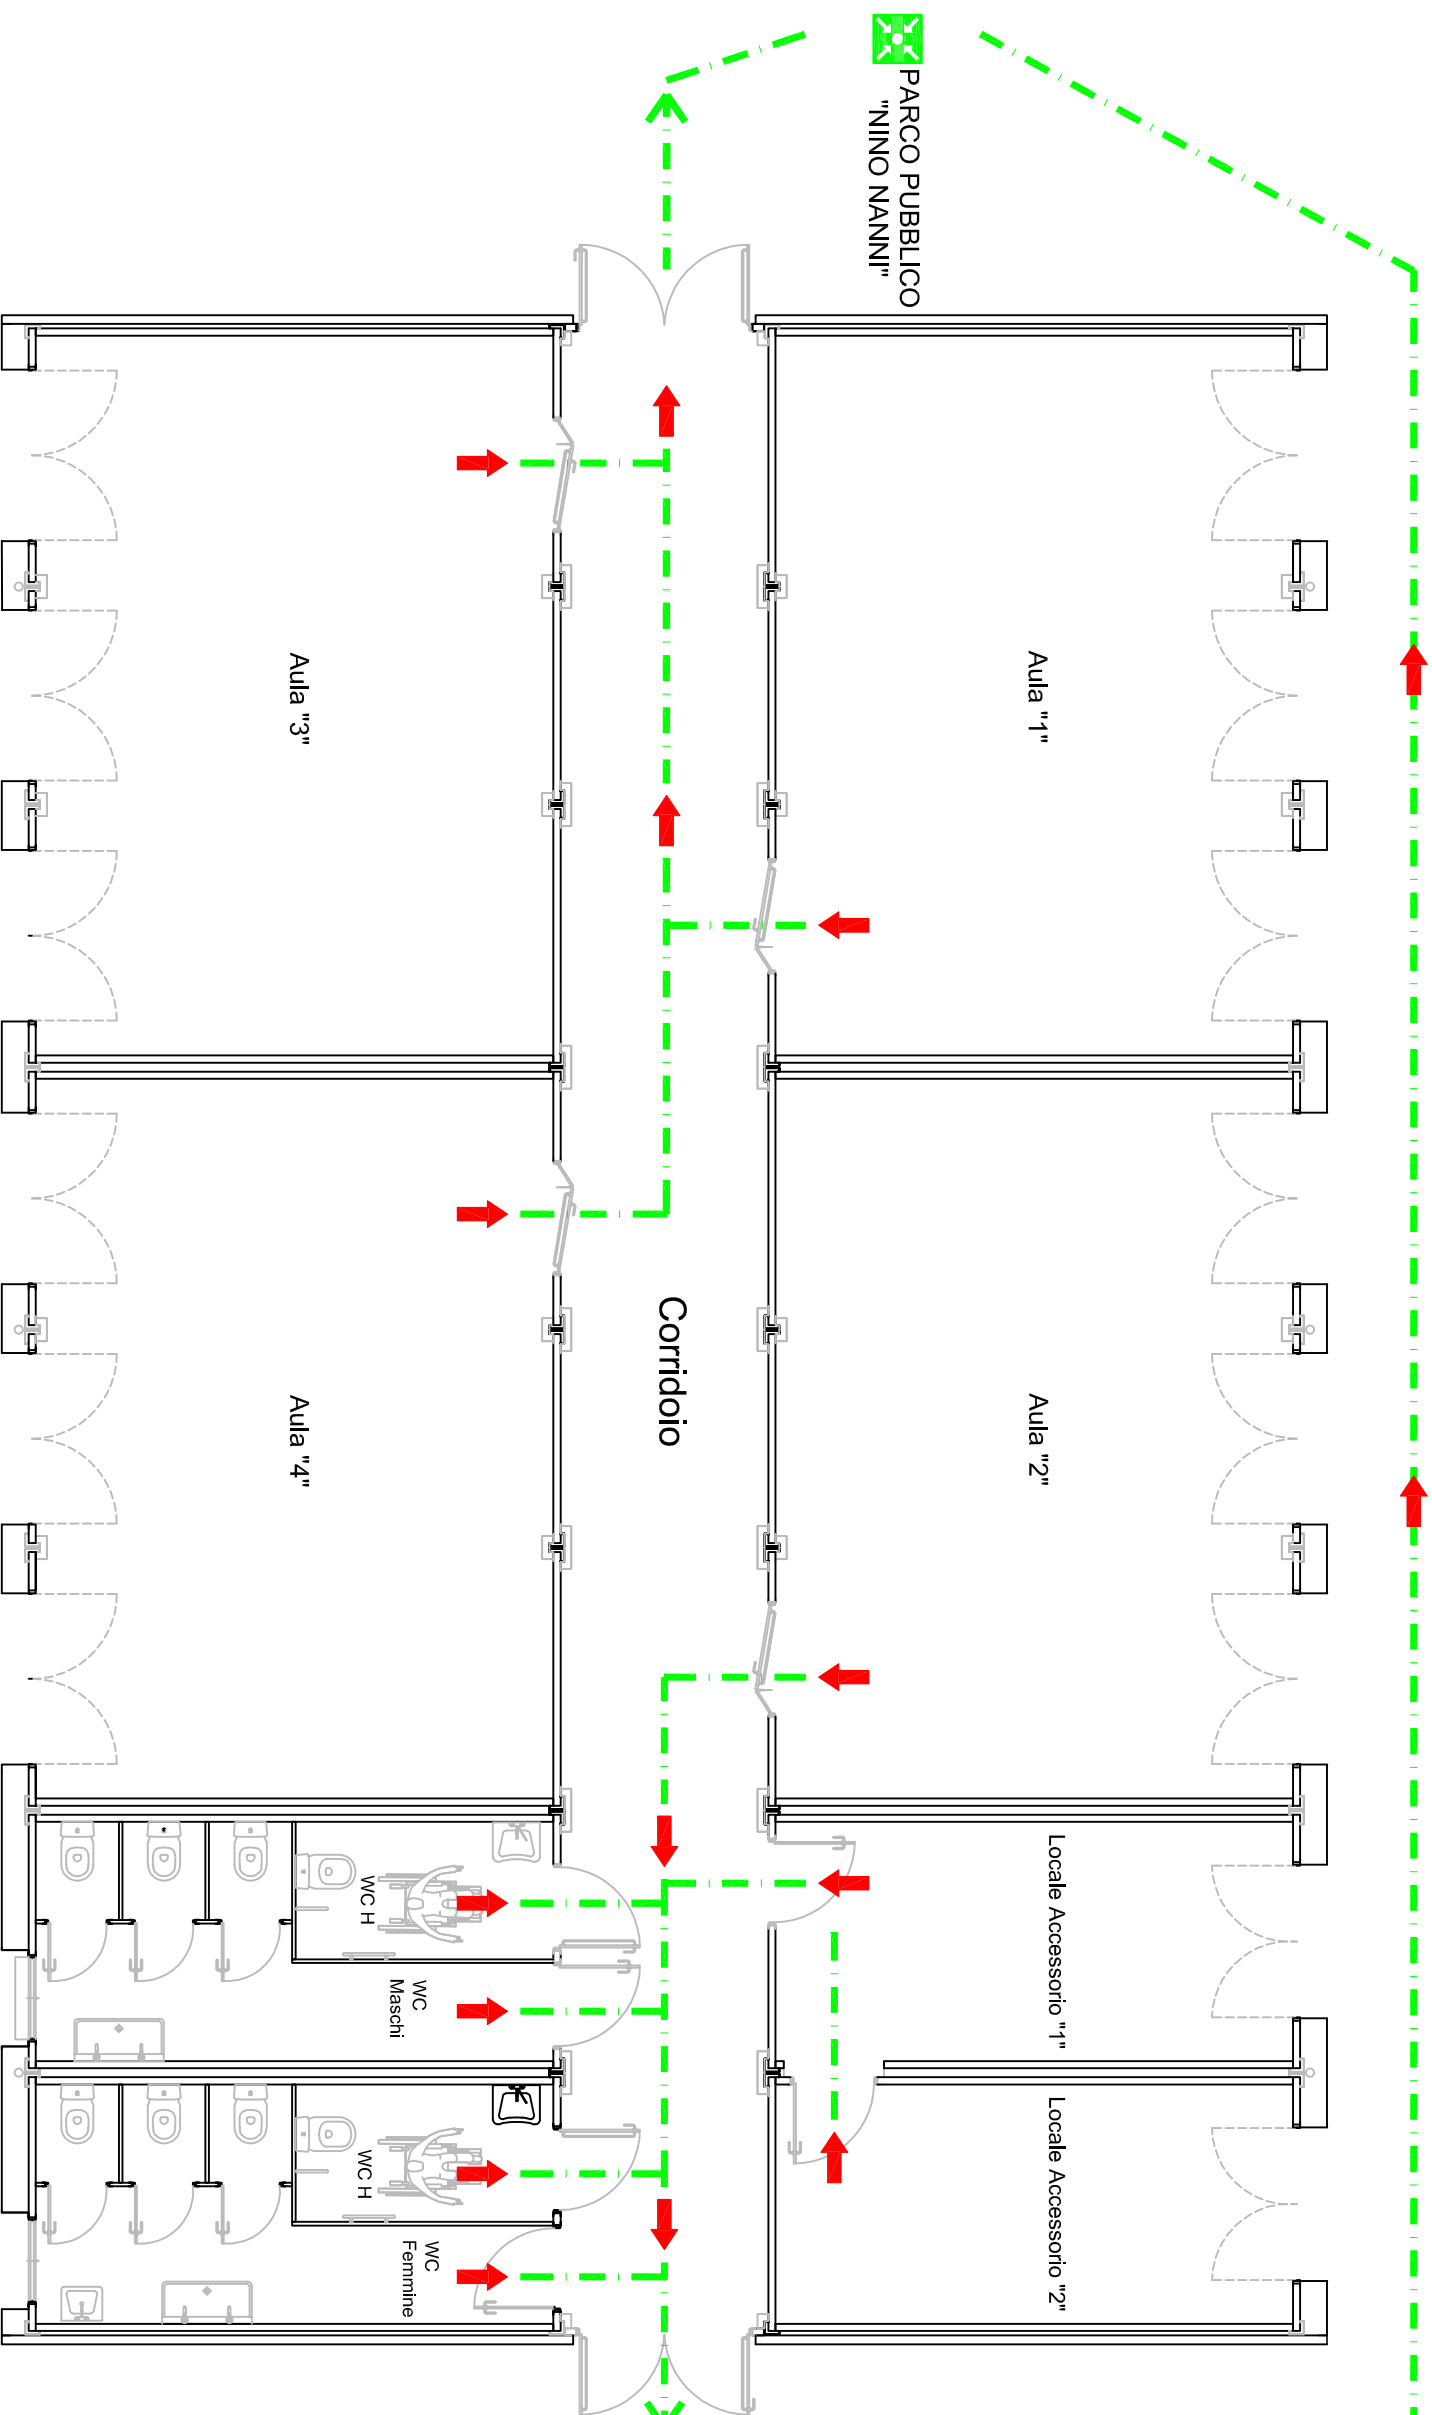 PARCO PUBBLICO
"NINO NANNI"
Aula "1"
Aula "3"
Corridoio
Aula "2"
Aula "4"
Locale Accessorio "1"
WC H
WC
Maschi
Locale Accessorio "2"
WC H
WC
Femmine